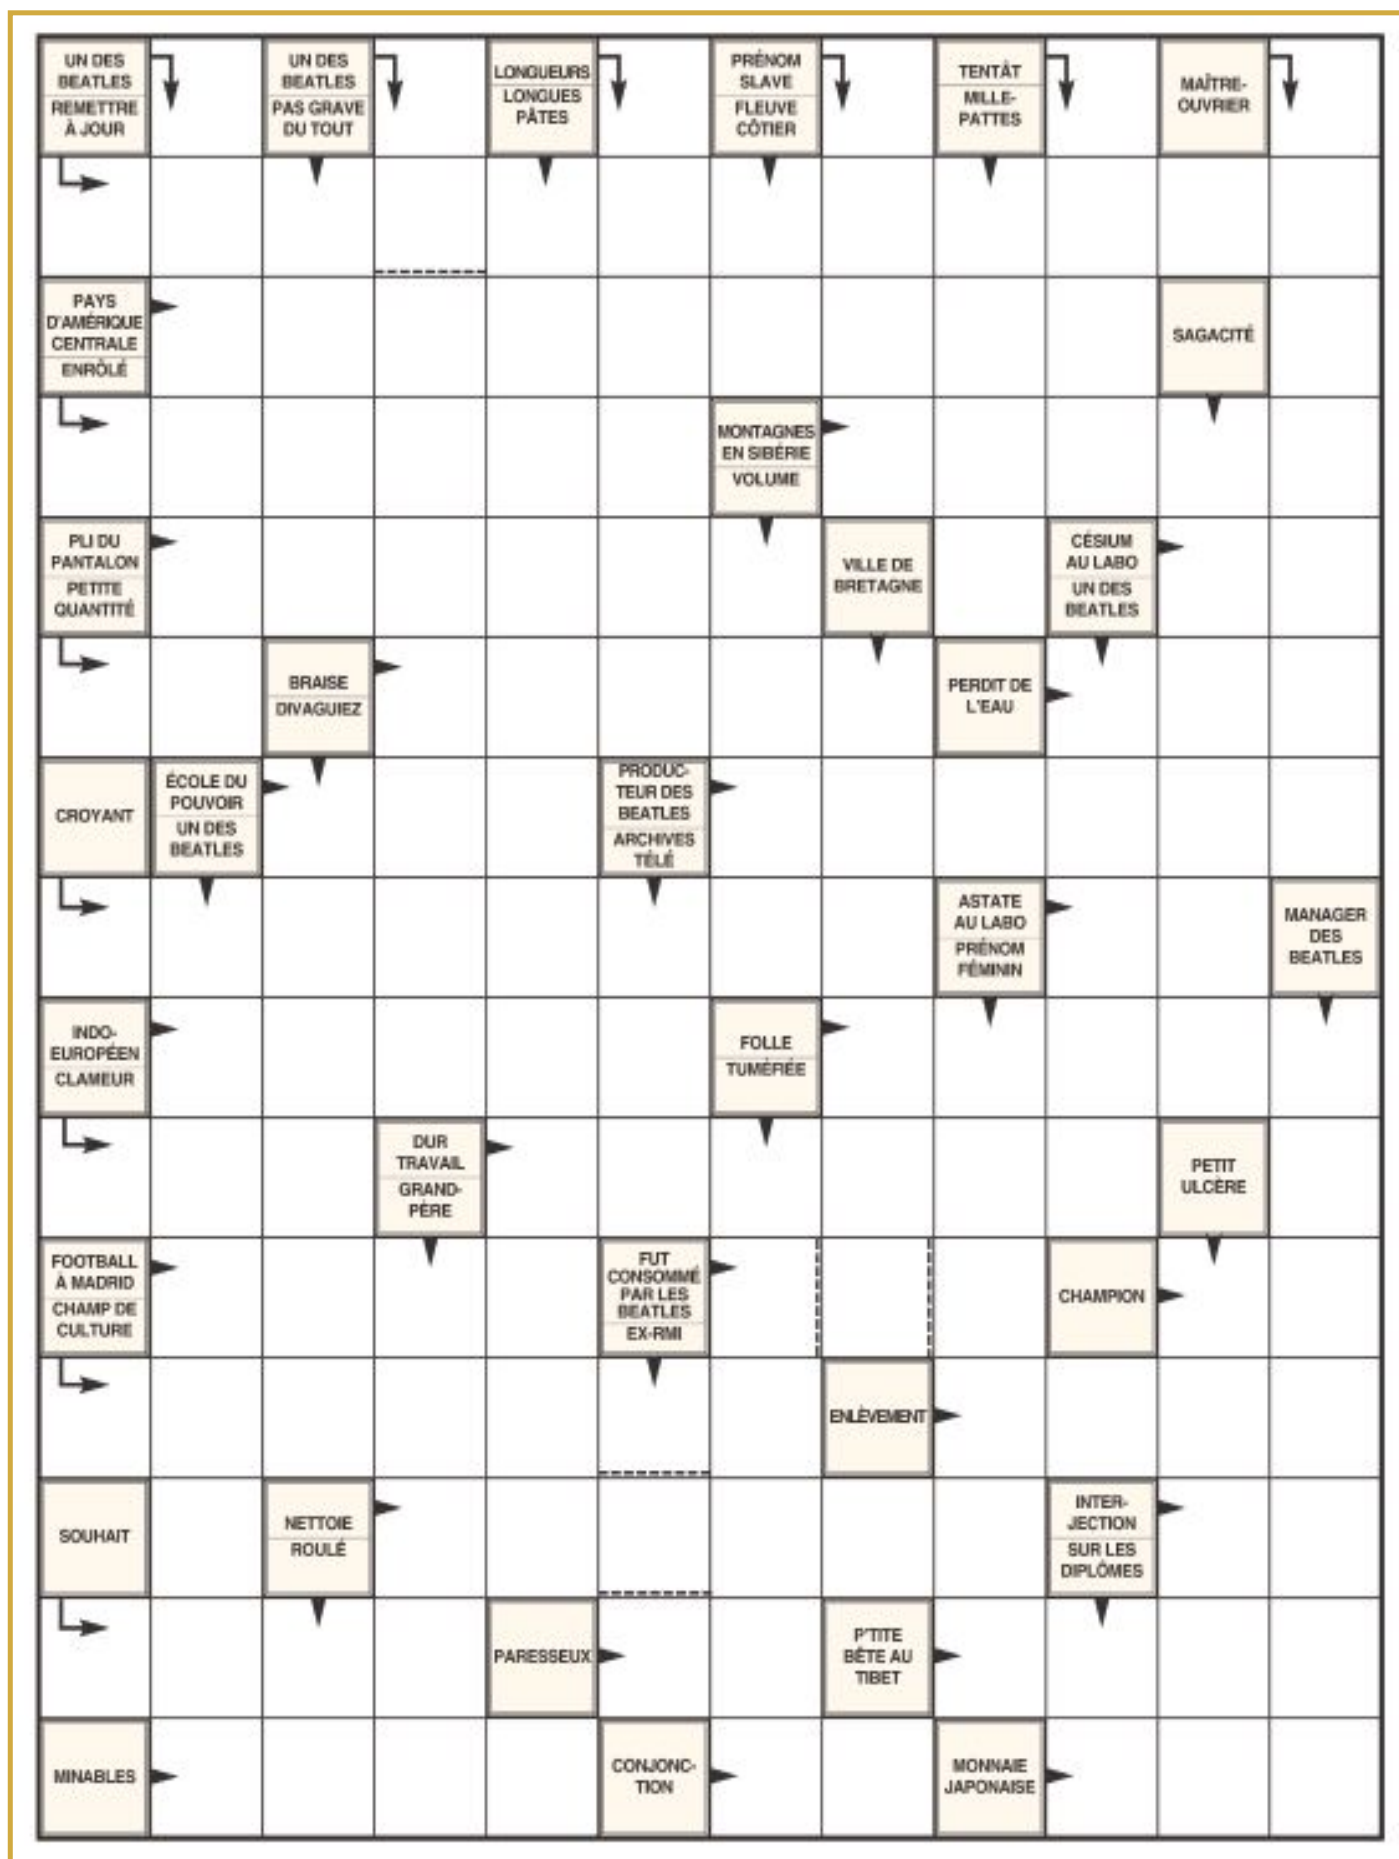 UN DES
BEATLES
REMETTRE
À JOUR
UN DES
BEATLES
PAS GRAVE
DU TOUT
LONGUEURS
LONGUES
PÂTES
PRÉNOM
SLAVE
FLEUVE
CÔTIER
TENTÂT
MILLE-
PATTES
MAÎTRE-
OUVRIER
PAYS
D'AMÉRIQUE
CENTRALE
ENRÔLÉ
SAGACITÉ
MONTAGNES
EN SIBÉRIE
VOLUME
PLI DU
PANTALON
PETITE
QUANTITÉ
VILLE DE
BRETAGNE
CÉSIUM
AU LABO
UN DES
BEATLES
BRAISE
DIVAGUIEZ
PERDIT DE
L'EAU
CROYANT
ÉCOLE DU
POUVOIR
UN DES
BEATLES
PRODUC-
TEUR DES
BEATLES
ARCHIVES
TÉLÉ
ASTATE
AU LABO
PRÉNOM
FÉMININ
MANAGER
DES
BEATLES
INDO-
EUROPÉEN
CLAMEUR
FOLLE
TUMÉFIÉE
DUR
TRAVAIL
GRAND-
PÈRE
PETIT
ULCÈRE
FOOTBALL
À MADRID
CHAMP DE
CULTURE
FUT
CONSOMMÉ
PAR LES
BEATLES
EX-RMI
CHAMPION
ENLÈVEMENT
SOUHAIT
NETTOIE
ROULÉ
INTER-
JECTION
SUR LES
DIPLÔMES
PARESSEUX
P'TITE
BÊTE AU
TIBET
MINABLES
CONJONC-
TION
MONNAIE
JAPONAISE